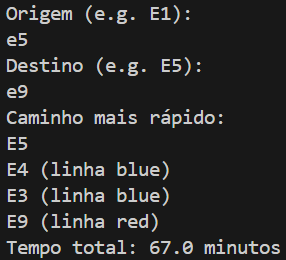 Origem (e.g. E1):
e5
Destino (e.g. E5):
e9
Caminho mais rápido:
E5
E4 (linha blue)
E3 (linha blue)
E9 (linha red)
Tempo total: 67.0 minutos